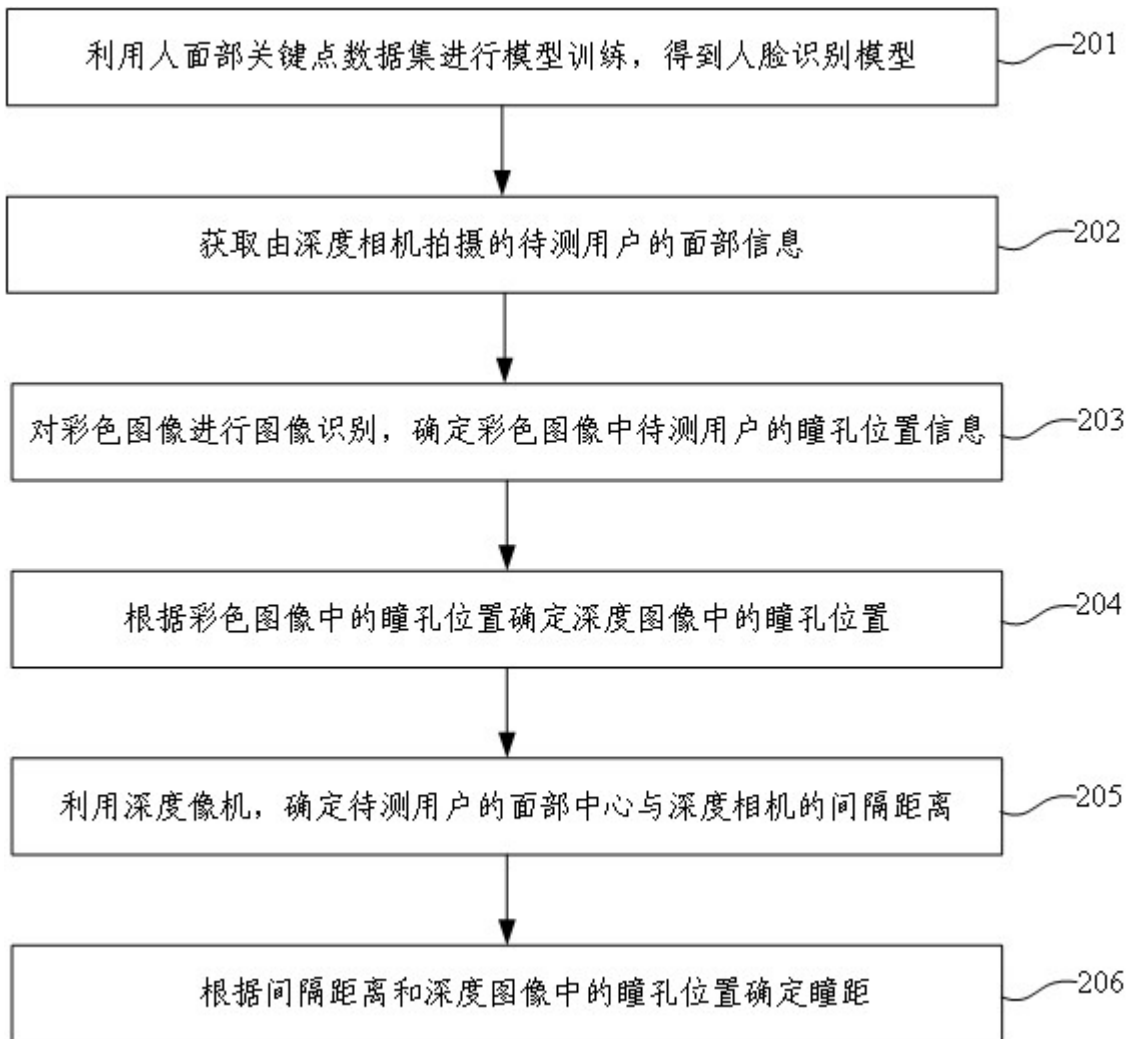 利用人面部关键点数据集进行模型训练，得到人脸识别模型
201
获取由深度相机拍摄的待测用户的面部信息
202
对彩色图像进行图像识别，确定彩色图像中待测用户的瞳孔位置信息
203
根据彩色图像中的瞳孔位置确定深度图像中的瞳孔位置
204
利用深度像机，确定待测用户的面部中心与深度相机的间隔距离
205
根据间隔距离和深度图像中的瞳孔位置确定瞳距
206